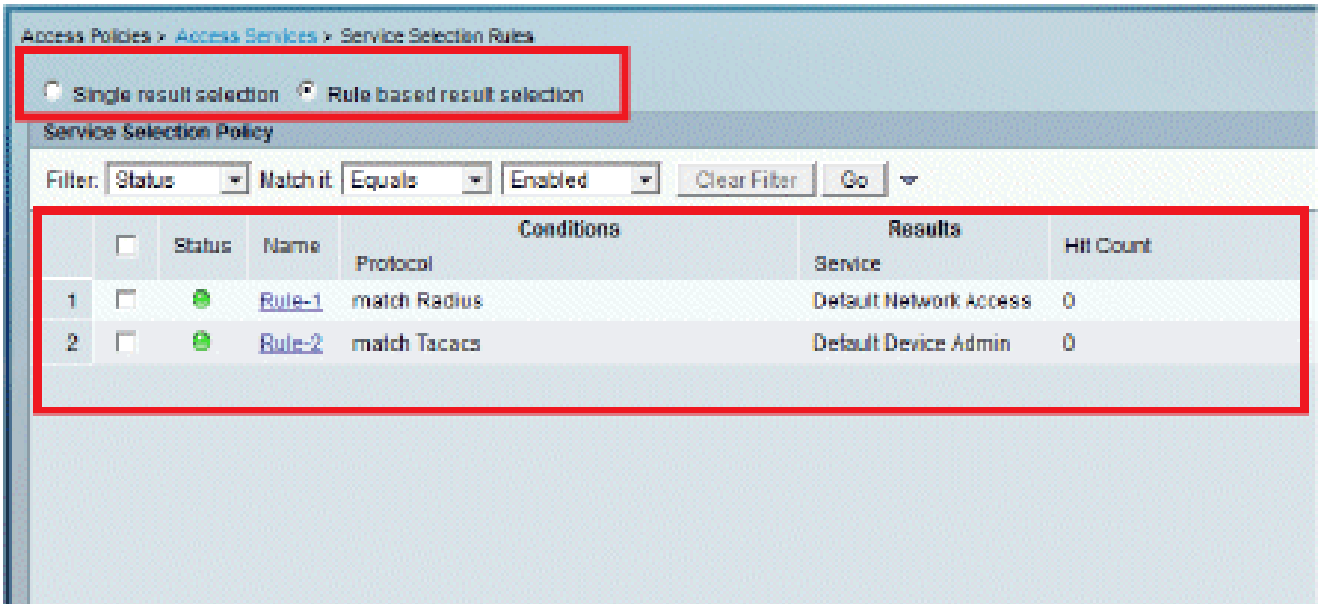 Access Policies > Access Services > Service Selection Rules
Single result selection Rule based result selection
Service Selection Policy
Filter: Status Match if: Equals Enabled Clear Filter Go
Conditions Results
Status Name Protocol Service Hit Count
1 Rule-1 match Radius Default Network Access 0
2 Rule-2 match Tacacs Default Device Admin 0